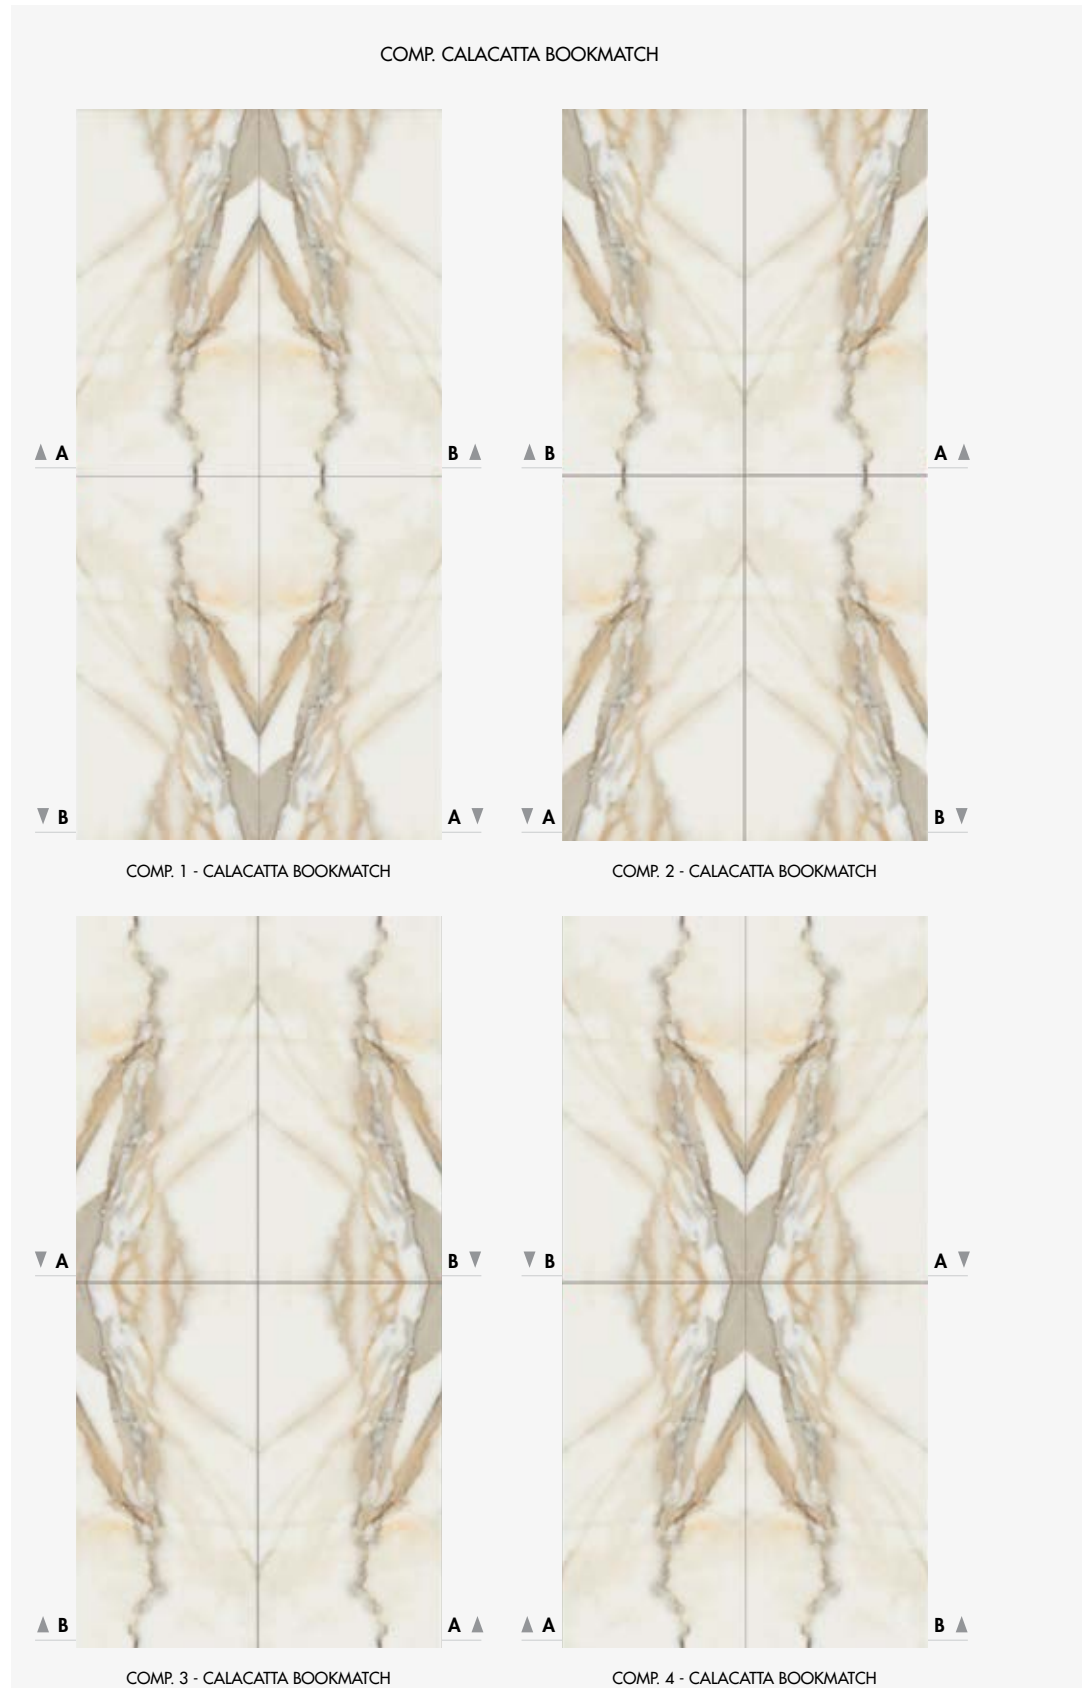 COMP. CALACATTA BOOKMATCH
▲ A B ▲ ▲ B A ▲
▼ B A ▼ ▼ A B ▼
COMP. 1 - CALACATTA BOOKMATCH COMP. 2 - CALACATTA BOOKMATCH
▼ A B ▼ ▼ B A ▼
▲ B A ▲ ▲ A B ▲
COMP. 3 - CALACATTA BOOKMATCH COMP. 4 - CALACATTA BOOKMATCH